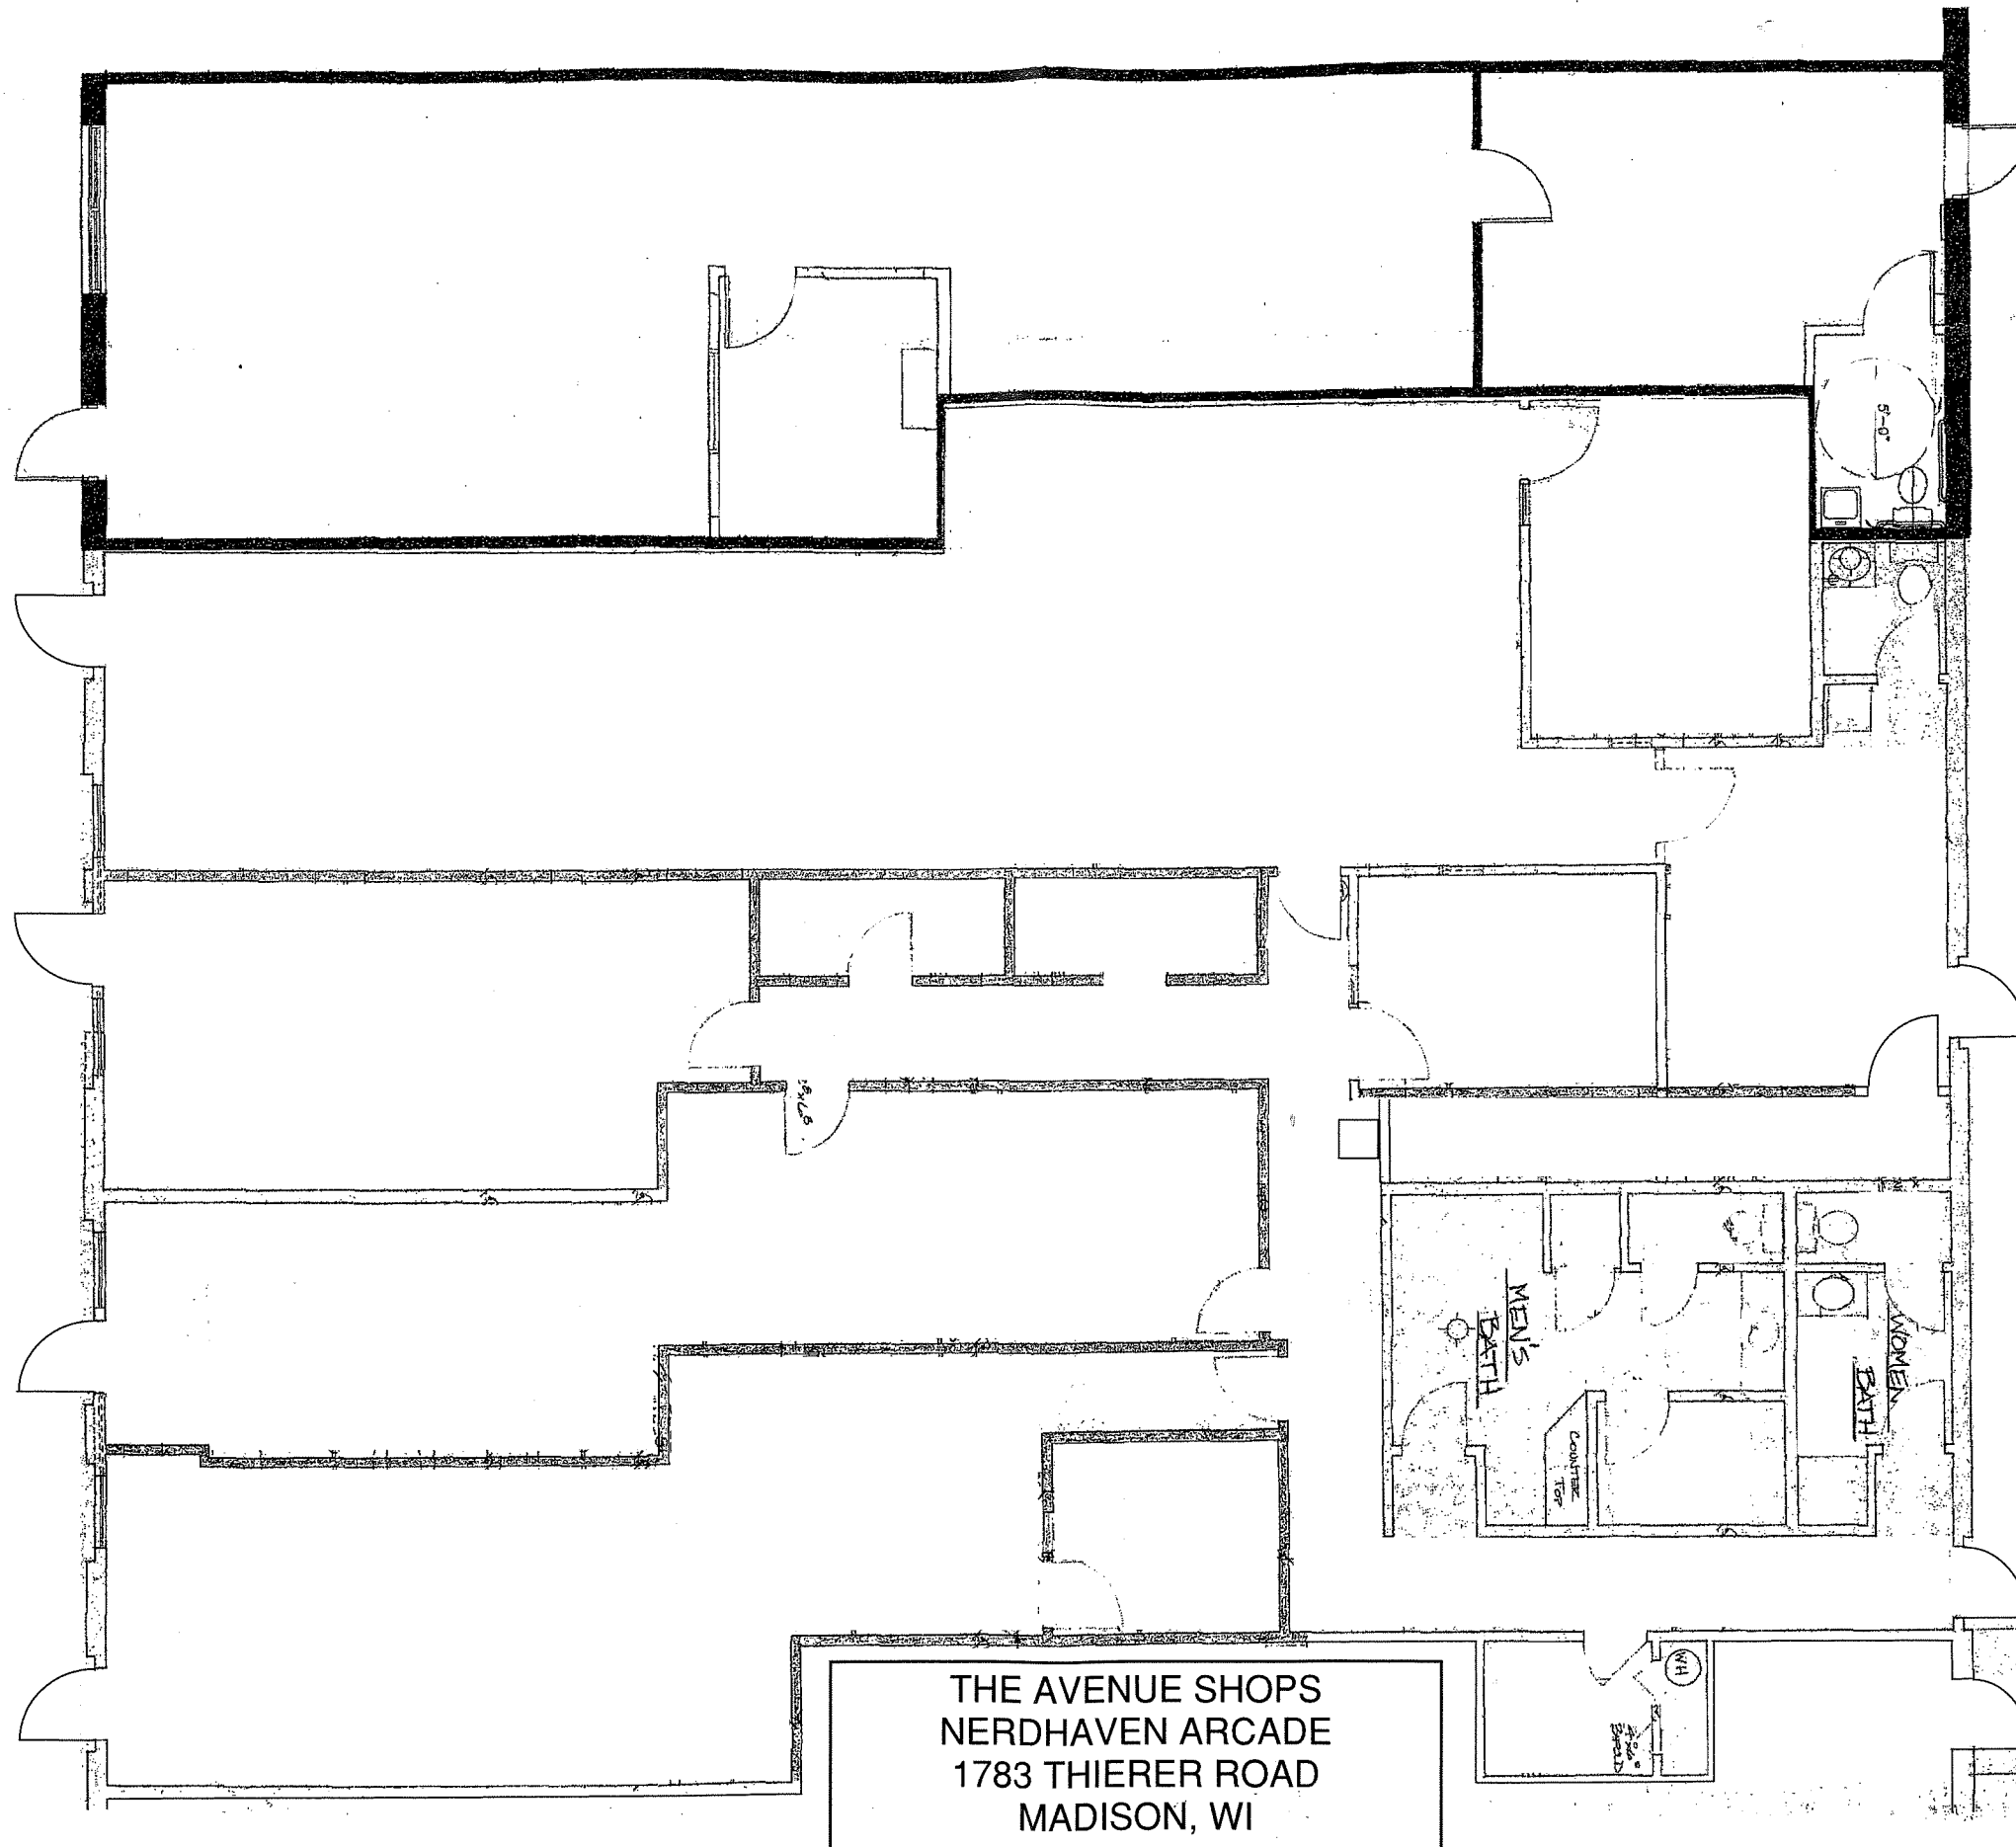 5'-0"
MEN'S
BATH
WOMEN
BATH
COUNTER
TOP
WH
THE AVENUE SHOPS
NERDHAVEN ARCADE
1783 THIERER ROAD
MADISON, WI